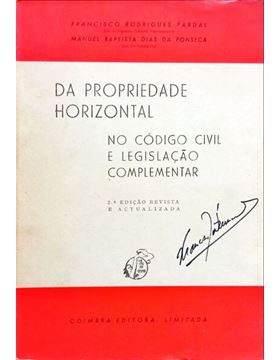 FRANCISCO RODRIGUES PARDAL
MANUEL BAPTISTA DIAS DA FONSECA
DA PROPRIEDADE
HORIZONTAL
NO CÓDIGO CIVIL
E LEGISLAÇÃO
COMPLEMENTAR
2.ª EDIÇÃO REVISTA
E ACTUALIZADA
COIMBRA EDITORA, LIMITADA